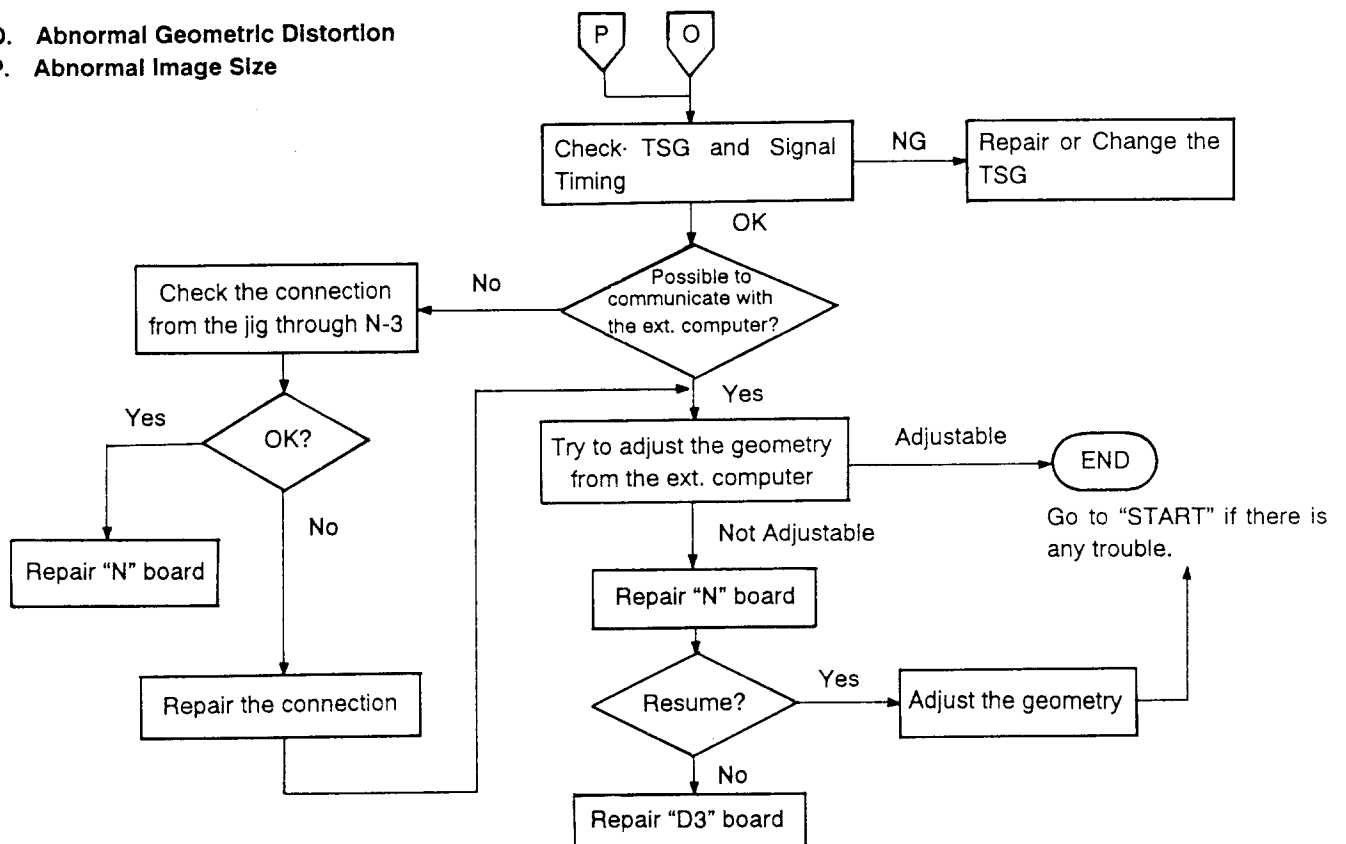 Abnormal Geometric Distortion
P. Abnormal Image Size
P
O
Check· TSG and Signal
Timing
NG
Repair or Change the
TSG
OK
Possible to
communicate with
the ext. computer?
No
Check the connection
from the jig through N-3
Yes
OK?
Yes
No
Try to adjust the geometry
from the ext. computer
Adjustable
END
Go to “START” if there is
any trouble.
Not Adjustable
Repair “N” board
Repair “N” board
Resume?
Yes
Adjust the geometry
Repair the connection
No
Repair “D3” board